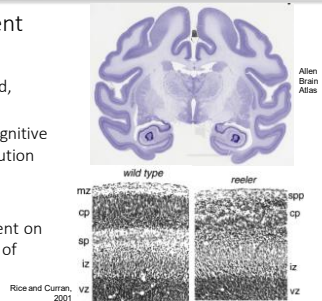 ent
d,
gnitive
ution
ent on
of
Allen
Brain
Atlas
wild type
reeler
mz
cp
sp
iz
vz
spp
cp
iz
vz
Rice and Curran,
2001